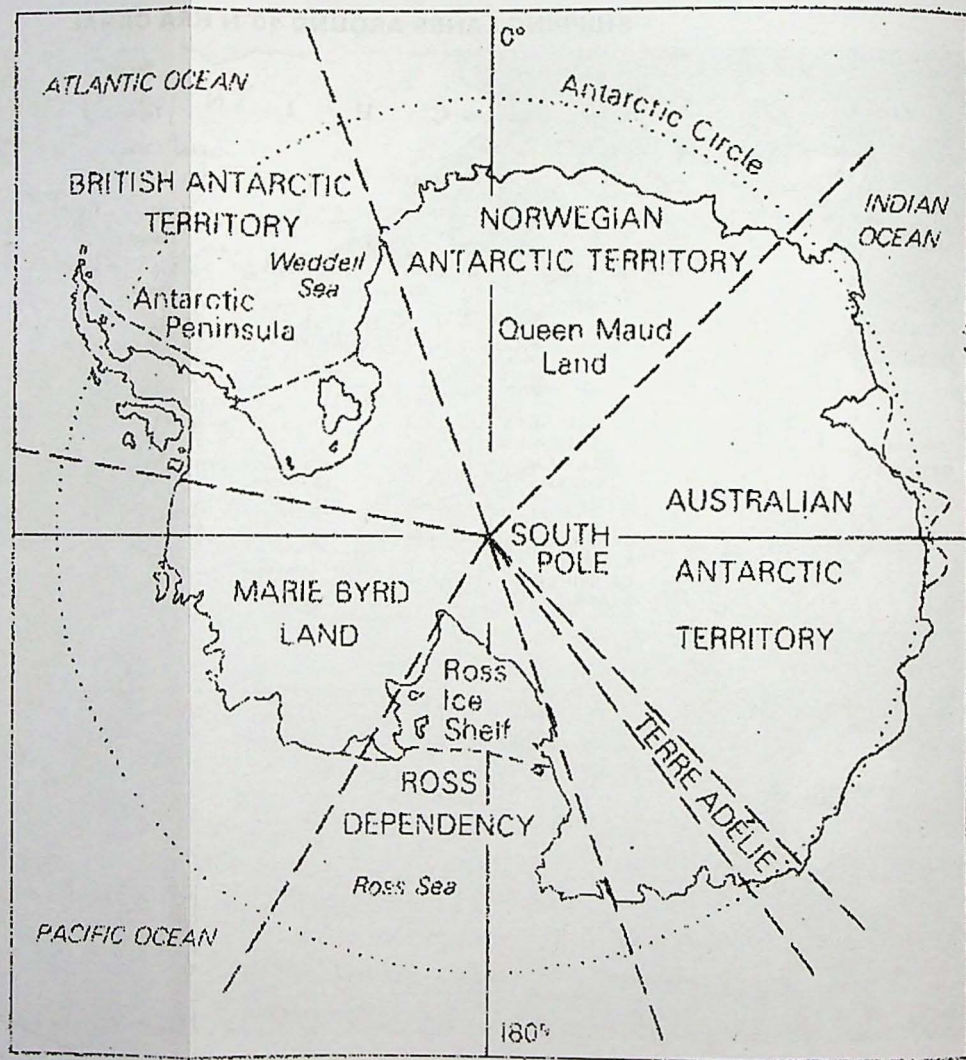 0°
ATLANTIC OCEAN
Antarctic Circle
BRITISH ANTARCTIC
TERRITORY
NORWEGIAN
ANTARCTIC TERRITORY
INDIAN
OCEAN
Weddell
Sea
Antarctic
Peninsula
Queen Maud
Land
AUSTRALIAN
SOUTH
POLE
ANTARCTIC
TERRITORY
MARIE BYRD
LAND
Ross
Ice
Shelf
TERRE ADÉLIE
ROSS
DEPENDENCY
Ross Sea
PACIFIC OCEAN
180°